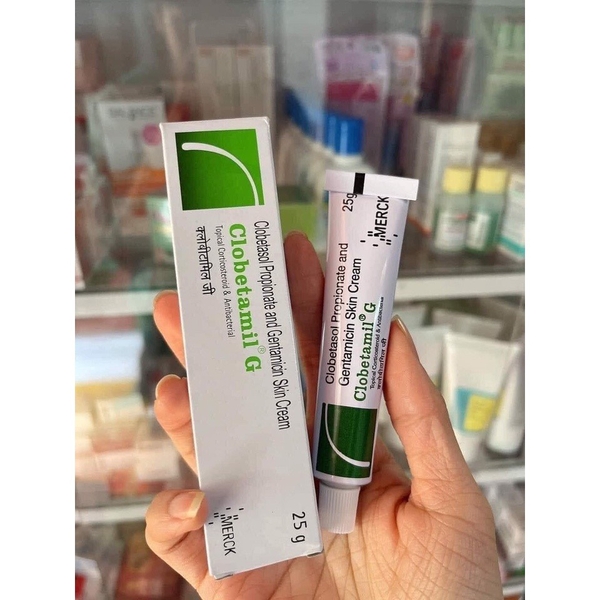 Clobetasol Propionate and Gentamicin Skin Cream
Clobetamil® G
Topical Corticosteroid & Antibacterial
क्लोबीटामिल जी
25 g
MERCK
25g
MERCK
Clobetasol Propionate and
Gentamicin Skin Cream
Clobetamil® G
Topical Corticosteroid & Antibacterial
क्लोबीटामिल जी